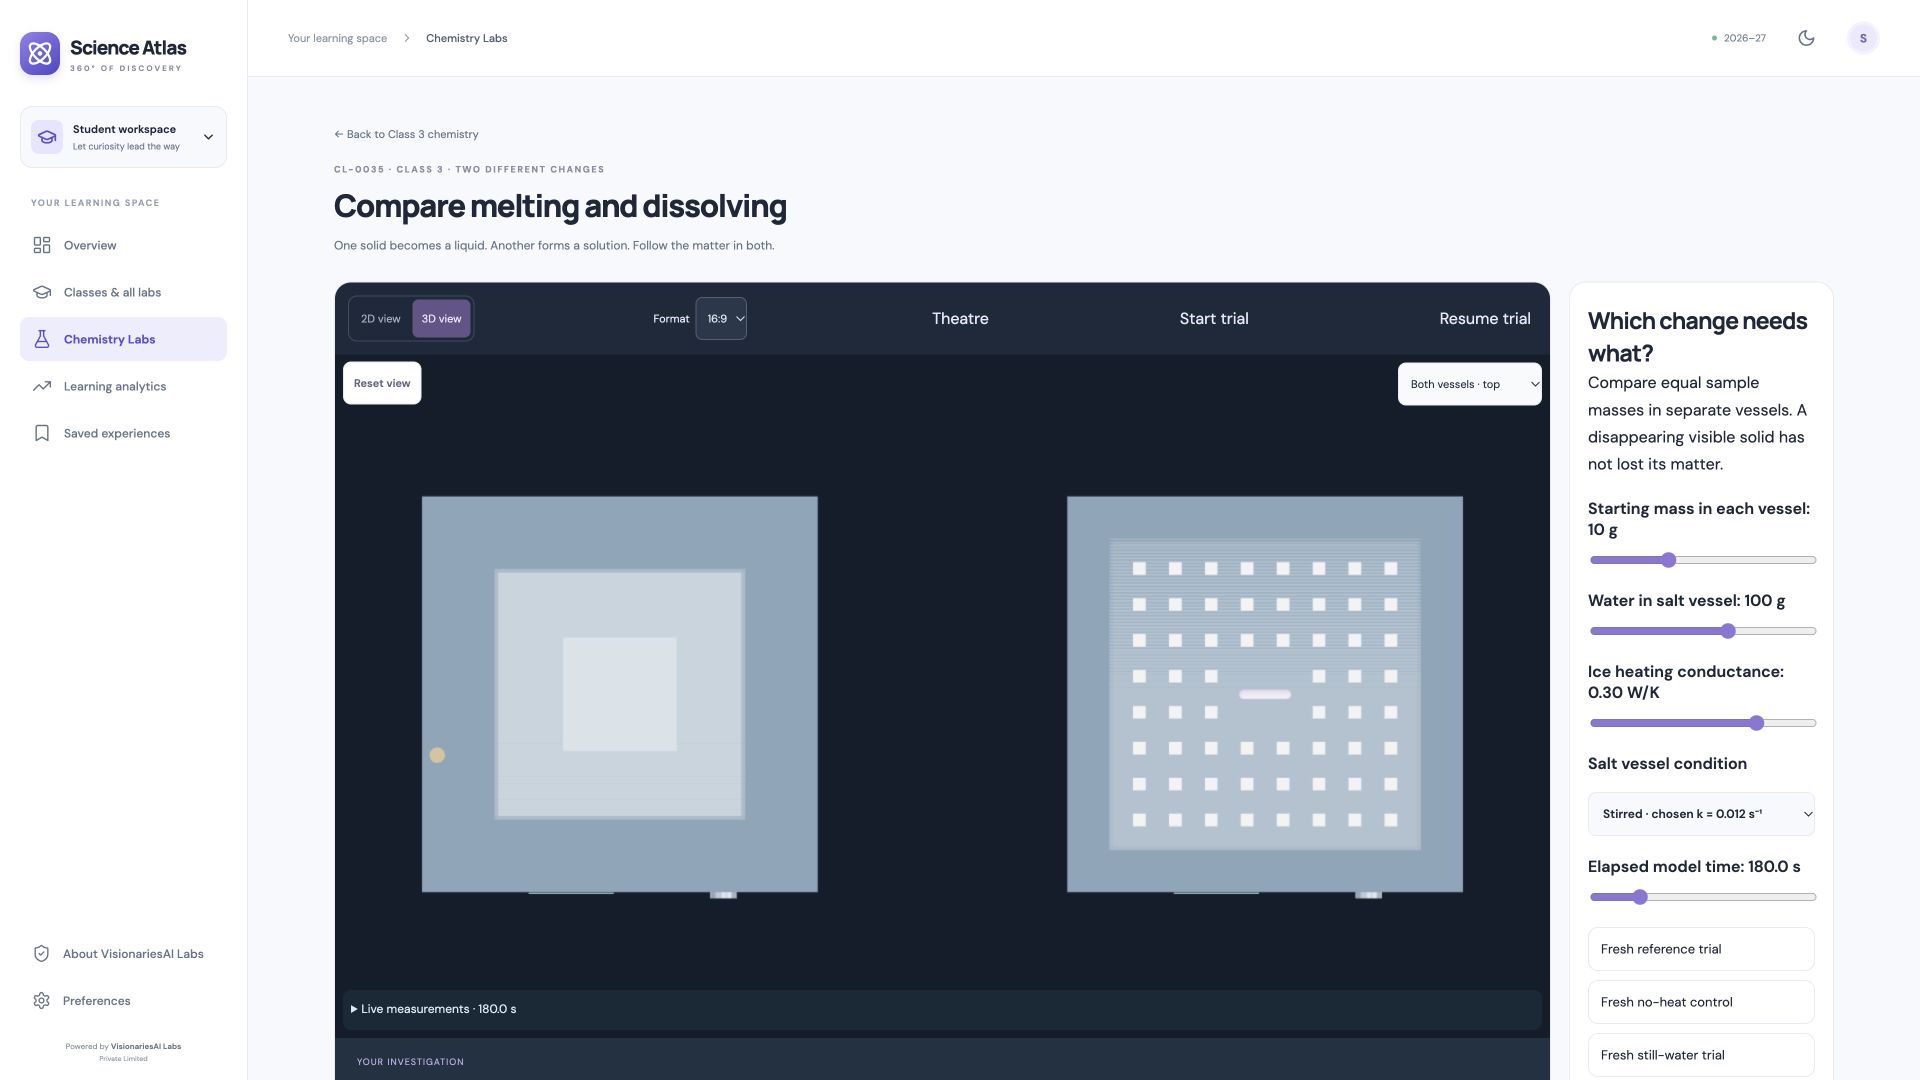 Science Atlas
360° OF DISCOVERY
Student workspace
Let curiosity lead the way
YOUR LEARNING SPACE
Overview
Classes & all labs
Chemistry Labs
Learning analytics
Saved experiences
About VisionariesAI Labs
Preferences
Powered by VisionariesAI Labs
Private Limited
Your learning space > Chemistry Labs
2026–27
S
← Back to Class 3 chemistry
CL-0035 · CLASS 3 · TWO DIFFERENT CHANGES
Compare melting and dissolving
One solid becomes a liquid. Another forms a solution. Follow the matter in both.
2D view 3D view Format 16:9 Theatre Start trial Resume trial
Reset view
Both vessels · top
Live measurements · 180.0 s
YOUR INVESTIGATION
Which change needs
what?
Compare equal sample
masses in separate vessels. A
disappearing visible solid has
not lost its matter.
Starting mass in each vessel:
10 g
Water in salt vessel: 100 g
Ice heating conductance:
0.30 W/K
Salt vessel condition
Stirred · chosen k = 0.012 s⁻¹
Elapsed model time: 180.0 s
Fresh reference trial
Fresh no-heat control
Fresh still-water trial